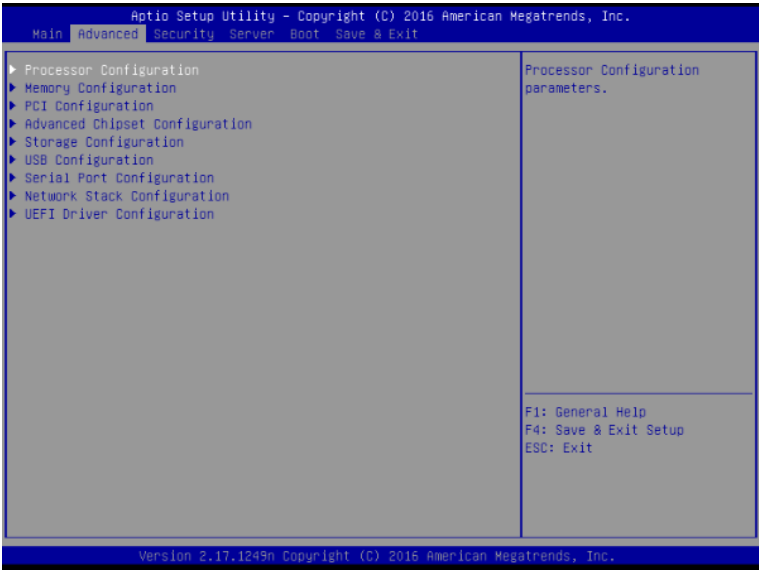 Aptio Setup Utility – Copyright (C) 2016 American Megatrends, Inc.
Main Advanced Security Server Boot Save & Exit
Processor Configuration
Memory Configuration
PCI Configuration
Advanced Chipset Configuration
Storage Configuration
USB Configuration
Serial Port Configuration
Network Stack Configuration
UEFI Driver Configuration
Processor Configuration
parameters.
F1: General Help
F4: Save & Exit Setup
ESC: Exit
Version 2.17.1249n Copyright (C) 2016 American Megatrends, Inc.